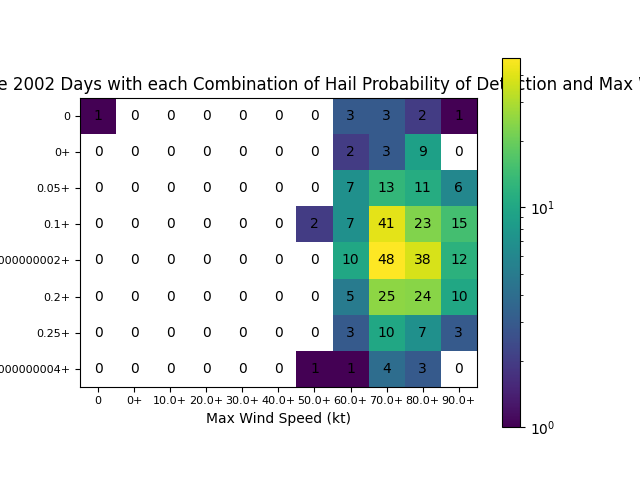 e 2002 Days with each Combination of Hail Probability of Detection and Max
0 1 0 0 0 0 0 0 3 3 2 1
0+ 0 0 0 0 0 0 0 2 3 9 0
0.05+ 0 0 0 0 0 0 0 7 13 11 6
0.1+ 0 0 0 0 0 0 2 7 41 23 15
000000002+ 0 0 0 0 0 0 0 10 48 38 12
0.2+ 0 0 0 0 0 0 0 5 25 24 10
0.25+ 0 0 0 0 0 0 0 3 10 7 3
000000004+ 0 0 0 0 0 0 1 1 4 3 0
0 0+ 10.0+ 20.0+ 30.0+ 40.0+ 50.0+ 60.0+ 70.0+ 80.0+ 90.0+
Max Wind Speed (kt)
10¹
10⁰